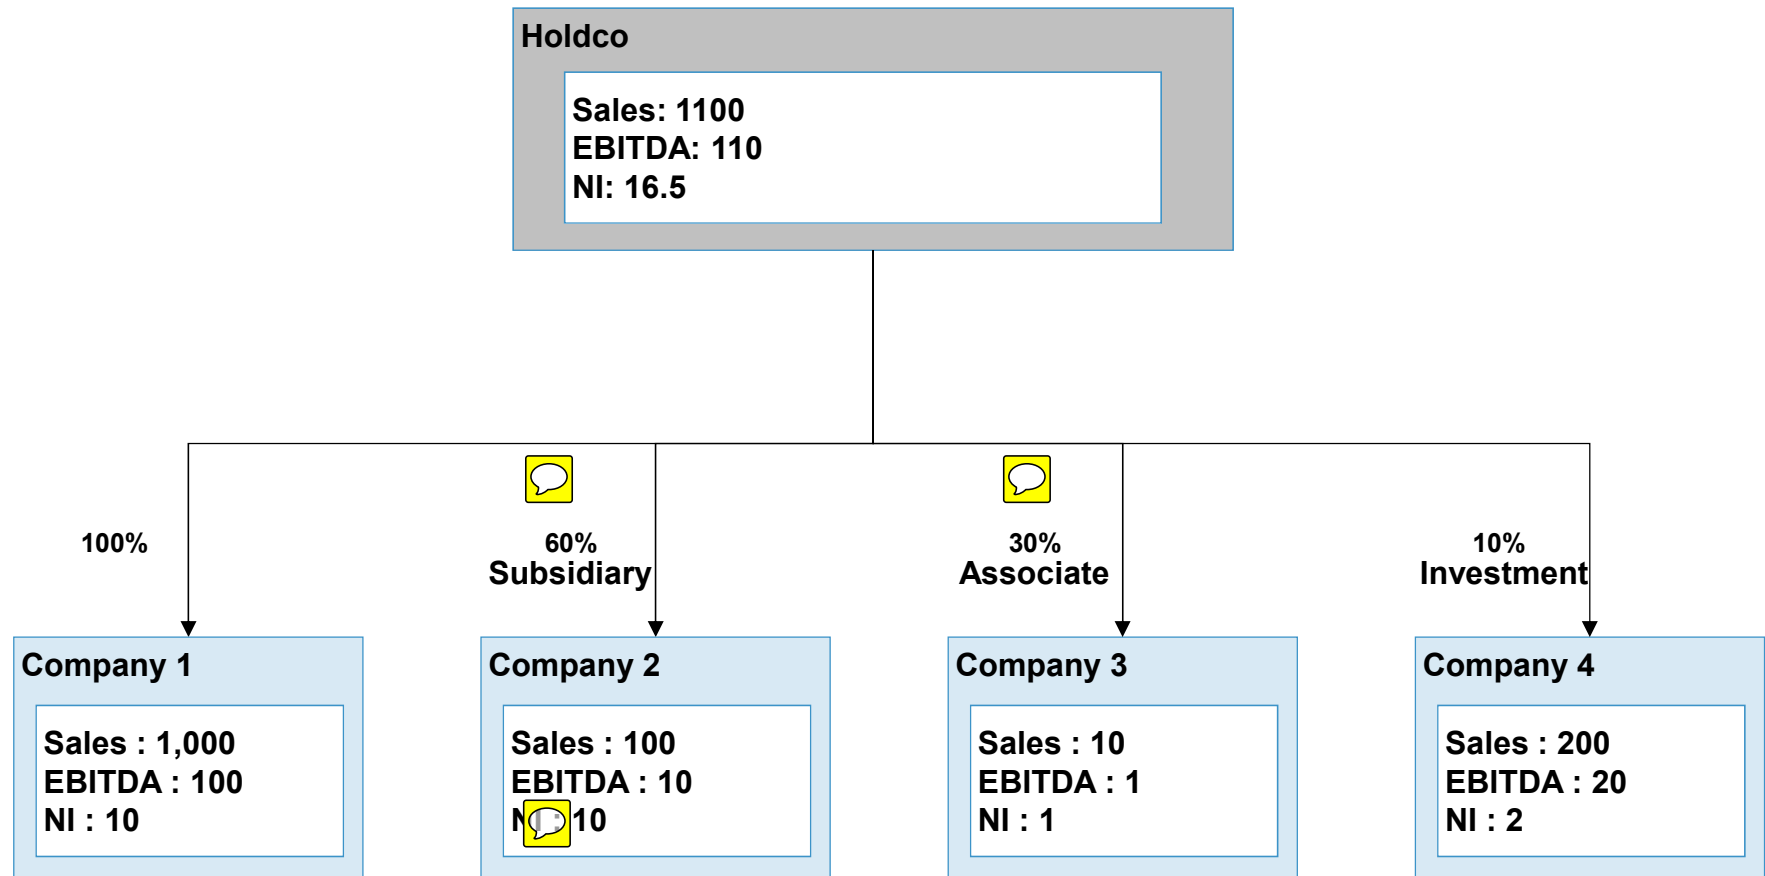 Holdco
Sales: 1100
EBITDA: 110
NI: 16.5
100%
60%
Subsidiary
30%
Associate
10%
Investment
Company 1
Sales : 1,000
EBITDA : 100
NI : 10
Company 2
Sales : 100
EBITDA : 10
NI : 10
Company 3
Sales : 10
EBITDA : 1
NI : 1
Company 4
Sales : 200
EBITDA : 20
NI : 2